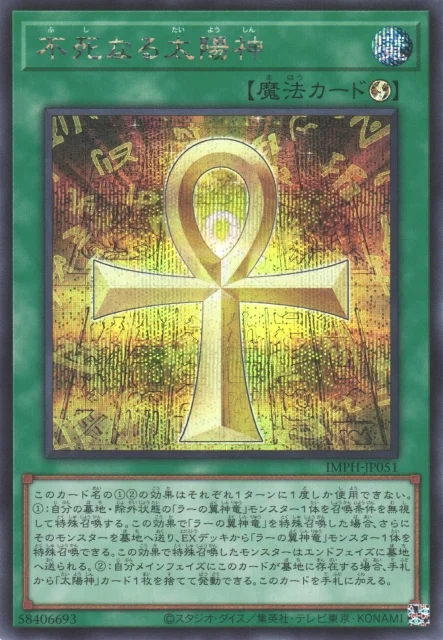 不死なる太陽神
【魔法カード】
IMPH-JP051
このカード名の①②の効果はそれぞれ1ターンに1度しか使用できない。
①:自分の墓地・除外状態の「ラーの翼神竜」モンスター1体を召喚条件を無視
して特殊召喚する。この効果で「ラーの翼神竜」を特殊召喚した場合、さらに
そのモンスターを墓地へ送り、EXデッキから「ラーの翼神竜」モンスター1体を
特殊召喚できる。この効果で特殊召喚したモンスターはエンドフェイズに墓地
へ送られる。②:自分メインフェイズにこのカードが墓地に存在する場合、手札
から「太陽神」カード1枚を捨てて発動できる。このカードを手札に加える。
58406693
©スタジオ・ダイス/集英社・テレビ東京・KONAMI